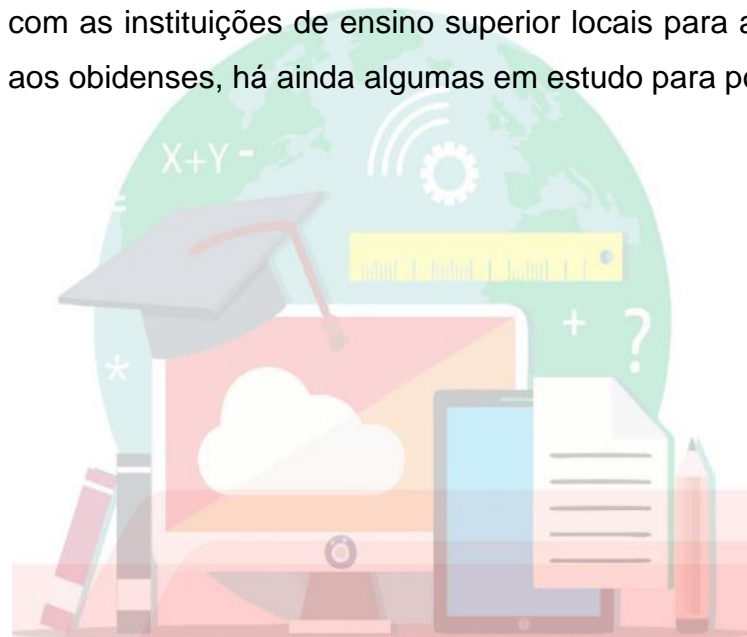 com as instituições de ensino superior locais para a
aos obidenses, há ainda algumas em estudo para
X+Y -
=
+ ?
*